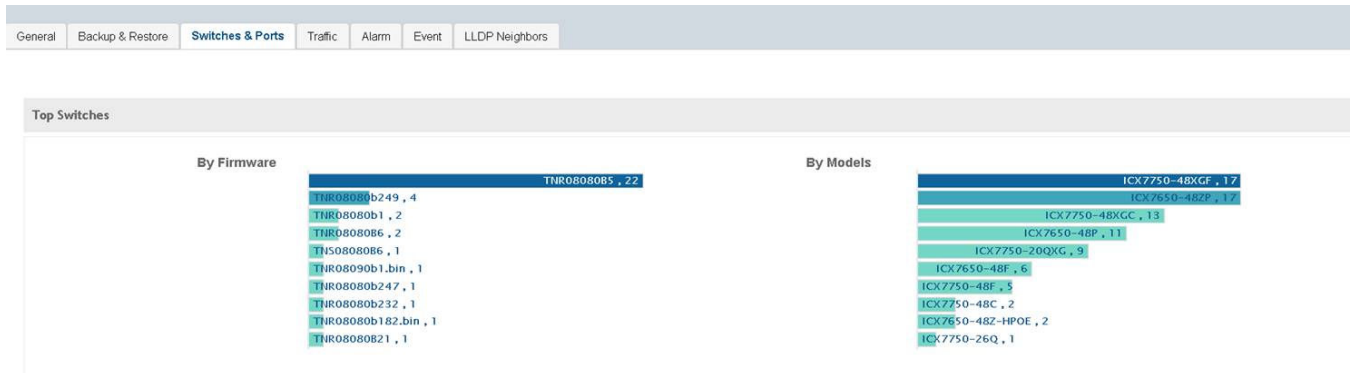 General Backup & Restore Switches & Ports Traffic Alarm Event LLDP Neighbors
Top Switches
By Firmware
TNR08080B5 , 22
TNR08080b249 , 4
TNR08080b1 , 2
TNR08080B6 , 2
TNS08080B6 , 1
TNR08090b1.bin , 1
TNR08080b247 , 1
TNR08080b232 , 1
TNR08080b182.bin , 1
TNR08080B21 , 1
By Models
ICX7750-48XGF , 17
ICX7650-48ZP , 17
ICX7750-48XGC , 13
ICX7650-48P , 11
ICX7750-20QXG , 9
ICX7650-48F , 6
ICX7750-48F , 5
ICX7750-48C , 2
ICX7650-48Z-HPOE , 2
ICX7750-26Q , 1